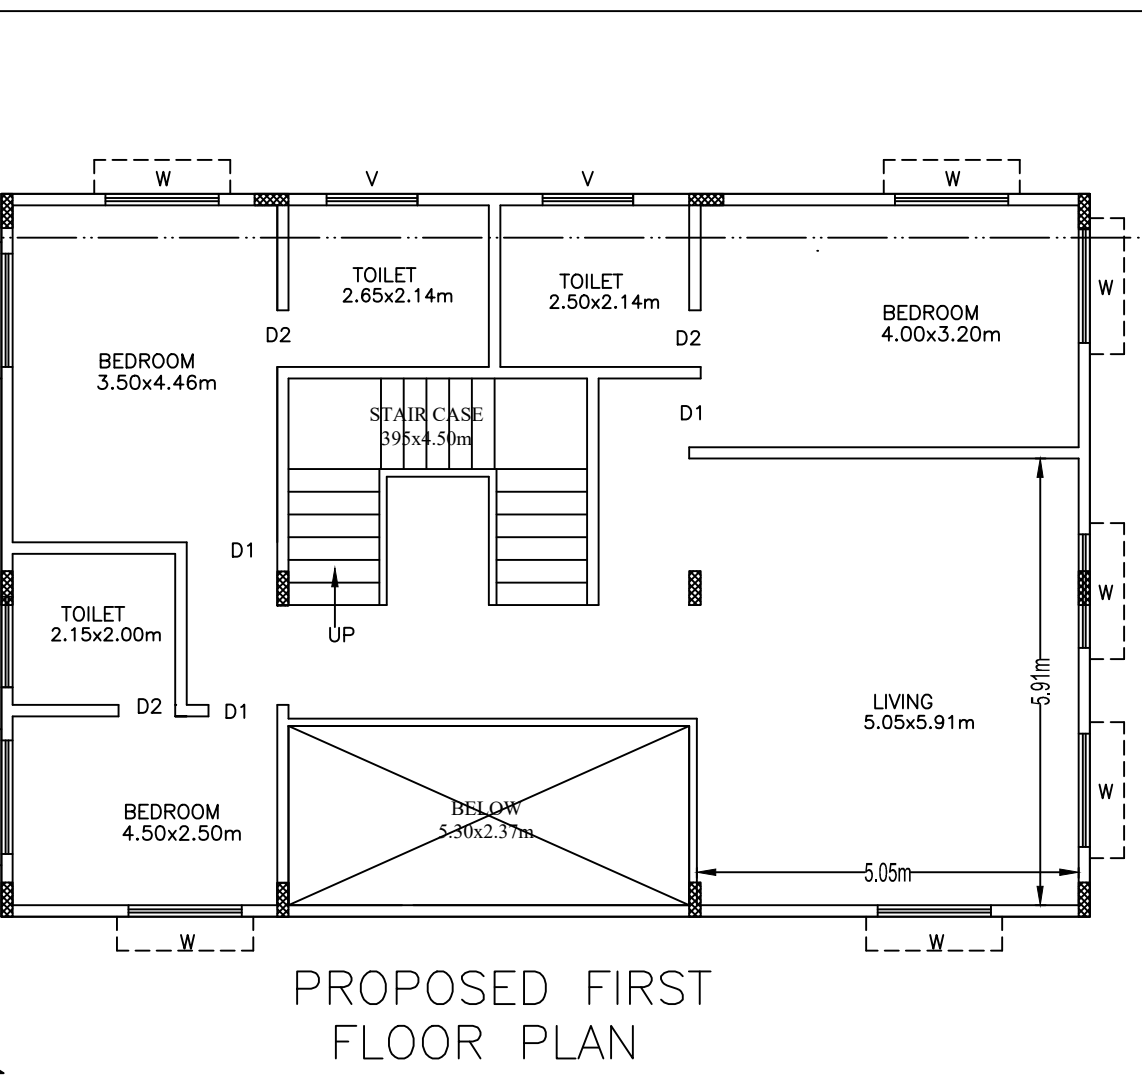 W
V
V
W
TOILET
2.65x2.14m
TOILET
2.50x2.14m
W
BEDROOM
4.00x3.20m
D2
D2
BEDROOM
3.50x4.46m
STAIR CASE
395x4.50m
D1
D1
W
TOILET
2.15x2.00m
UP
5.91m
D2
D1
LIVING
5.05x5.91m
W
BEDROOM
4.50x2.50m
BELOW
5.30x2.37m
5.05m
W
W
PROPOSED FIRST
FLOOR PLAN